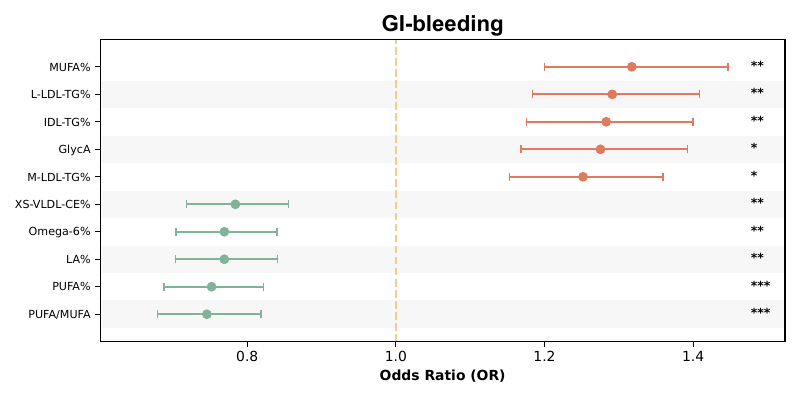 GI-bleeding
MUFA% **
L-LDL-TG% **
IDL-TG% **
GlycA *
M-LDL-TG% *
XS-VLDL-CE% **
Omega-6% **
LA% **
PUFA% ***
PUFA/MUFA ***
0.8 1.0 1.2 1.4
Odds Ratio (OR)